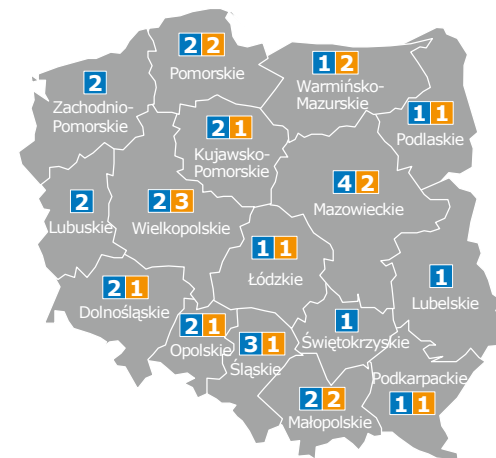 2 2
Pomorskie
1 2
Warmińsko-
Mazurskie
2
Zachodnio-
Pomorskie
1 1
Podlaskie
2 1
Kujawsko-
Pomorskie
4 2
Mazowieckie
2
Lubuskie
2 3
Wielkopolskie
1 1
Łódzkie
1
Lubelskie
2 1
Dolnośląskie
2 1
Opolskie
3 1
Śląskie
1
Świętokrzyskie
Podkarpackie
1 1
2 2
Małopolskie